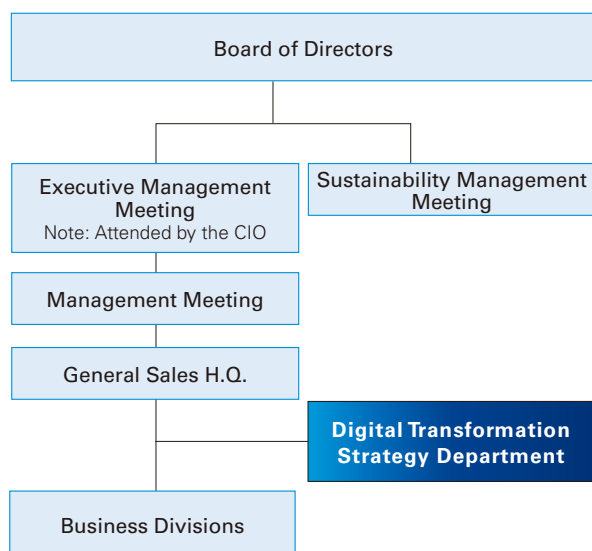 Board of Directors
Executive Management
Meeting
Note: Attended by the CIO
Sustainability Management
Meeting
Management Meeting
General Sales H.Q.
Digital Transformation
Strategy Department
Business Divisions